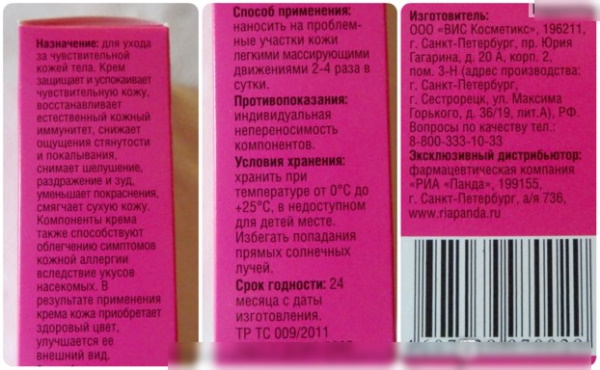 Назначение: для ухода
за чувствительной
кожей тела. Крем
защищает и успокаивает
чувствительную кожу,
восстанавливает
естественный кожный
иммунитет, снижает
ощущения стянутости
и покалывания,
снимает шелушение,
раздражение и зуд,
уменьшает покраснения,
смягчает сухую кожу.
Компоненты крема
также способствуют
облегчению симптомов
кожной аллергии
вследствие укусов
насекомых. В
результате применения
крема кожа приобретает
здоровый цвет,
улучшается ее
внешний вид.
Способ применения:
наносить на проблем-
ные участки кожи
легкими массирующими
движениями 2-4 раза в
сутки.
Противопоказания:
индивидуальная
непереносимость
компонентов.
Условия хранения:
хранить при
температуре от 0°С до
+25°С, в недоступном
для детей месте.
Избегать попадания
прямых солнечных
лучей.
Срок годности: 24
месяца с даты
изготовления.
ТР ТС 009/2011
Изготовитель:
ООО «ВИС Косметикс», 196211,
г. Санкт-Петербург, пр. Юрия
Гагарина, д. 20 А, корп. 2,
пом. 3-Н (адрес производства:
г. Санкт-Петербург,
г. Сестрорецк, ул. Максима
Горького, д. 36/19, лит.А), РФ.
Вопросы по качеству тел.:
8-800-333-10-33
Эксклюзивный дистрибьютор:
фармацевтическая компания
«РИА «Панда», 199155,
г. Санкт-Петербург, а/я 736,
www.riapanda.ru